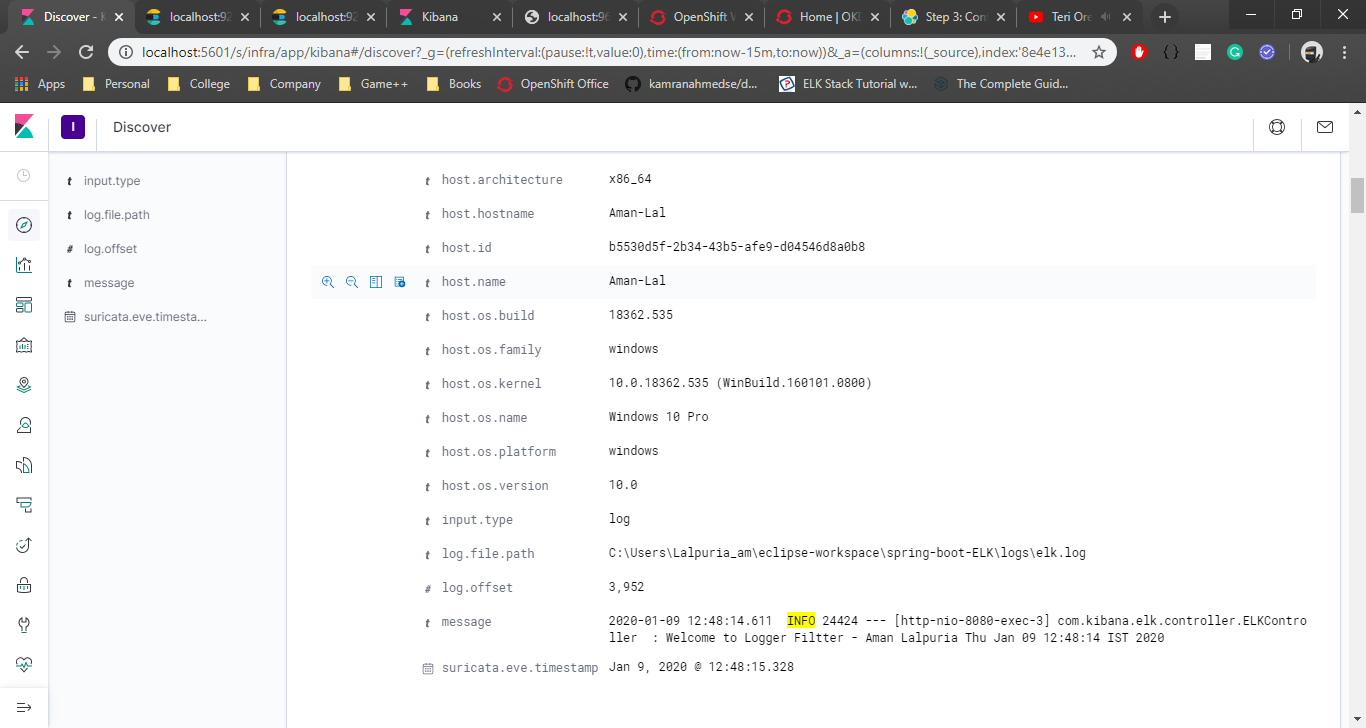 Discover - K
localhost:92
localhost:92
Kibana
localhost:96
OpenShift V
Home | OKD
Step 3: Con
Teri Ore
localhost:5601/s/infra/app/kibana#/discover?_g=(refreshInterval:(pause:!t,value:0),time:(from:now-15m,to:now))&_a=(columns:!(_source),index:'8e4e13...
Apps
Personal
College
Company
Game++
Books
OpenShift Office
kamranahmedse/d...
ELK Stack Tutorial w...
The Complete Guid...
I
Discover
t input.type
t log.file.path
# log.offset
t message
suricata.eve.timesta...
t host.architecture x86_64
t host.hostname Aman-Lal
t host.id b5530d5f-2b34-43b5-afe9-d04546d8a0b8
t host.name Aman-Lal
t host.os.build 18362.535
t host.os.family windows
t host.os.kernel 10.0.18362.535 (WinBuild.160101.0800)
t host.os.name Windows 10 Pro
t host.os.platform windows
t host.os.version 10.0
t input.type log
t log.file.path C:\Users\Lalpuria_am\eclipse-workspace\spring-boot-ELK\logs\elk.log
# log.offset 3,952
t message 2020-01-09 12:48:14.611 INFO 24424 --- [http-nio-8080-exec-3] com.kibana.elk.controller.ELKContro
ller : Welcome to Logger Filtter - Aman Lalpuria Thu Jan 09 12:48:14 IST 2020
suricata.eve.timestamp Jan 9, 2020 @ 12:48:15.328